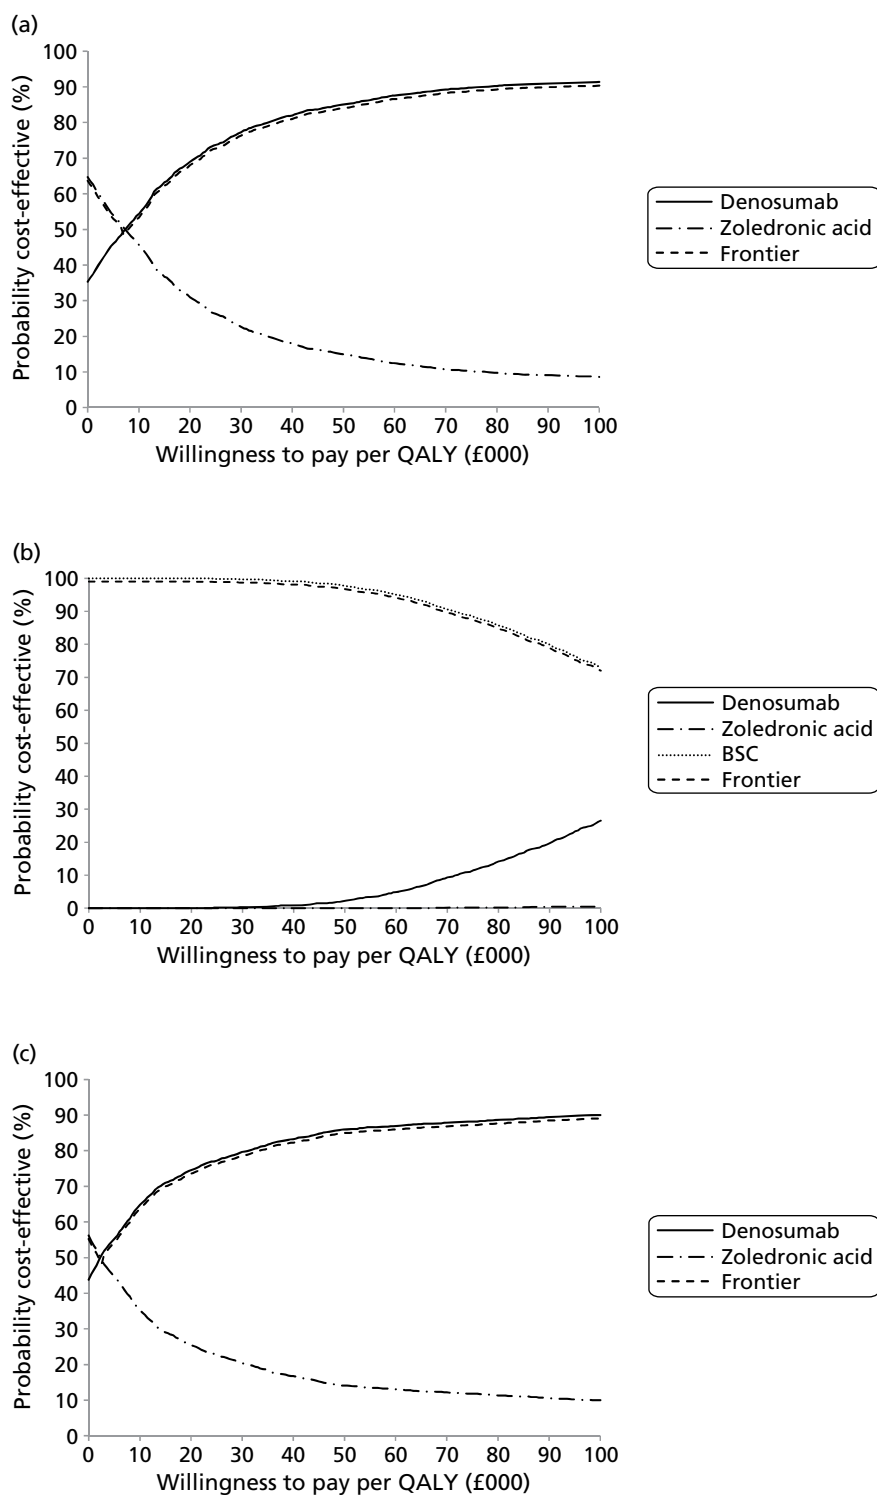 (a)
Probability cost-effective (%)
100
90
80
70
60
50
40
30
20
10
0
0 10 20 30 40 50 60 70 80 90 100
Willingness to pay per QALY (£000)
Denosumab
Zoledronic acid
Frontier
(b)
Probability cost-effective (%)
100
90
80
70
60
50
40
30
20
10
0
0 10 20 30 40 50 60 70 80 90 100
Willingness to pay per QALY (£000)
Denosumab
Zoledronic acid
BSC
Frontier
(c)
Probability cost-effective (%)
100
90
80
70
60
50
40
30
20
10
0
0 10 20 30 40 50 60 70 80 90 100
Willingness to pay per QALY (£000)
Denosumab
Zoledronic acid
Frontier